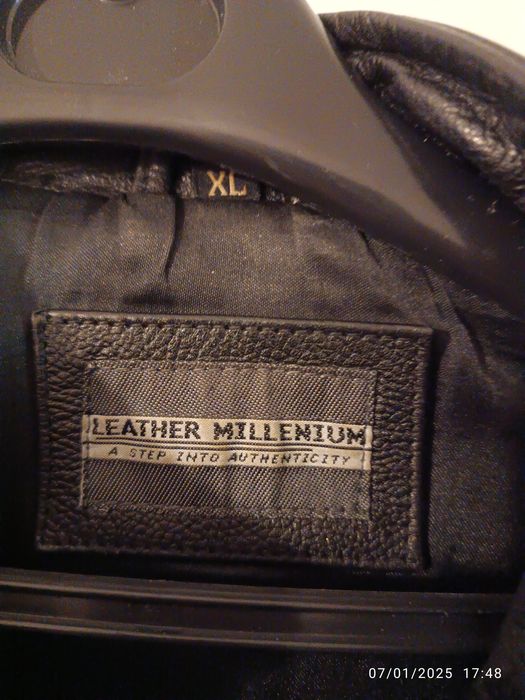 XL
LEATHER MILLENIUM
A STEP INTO AUTHENTICITY
07/01/2025 17:48